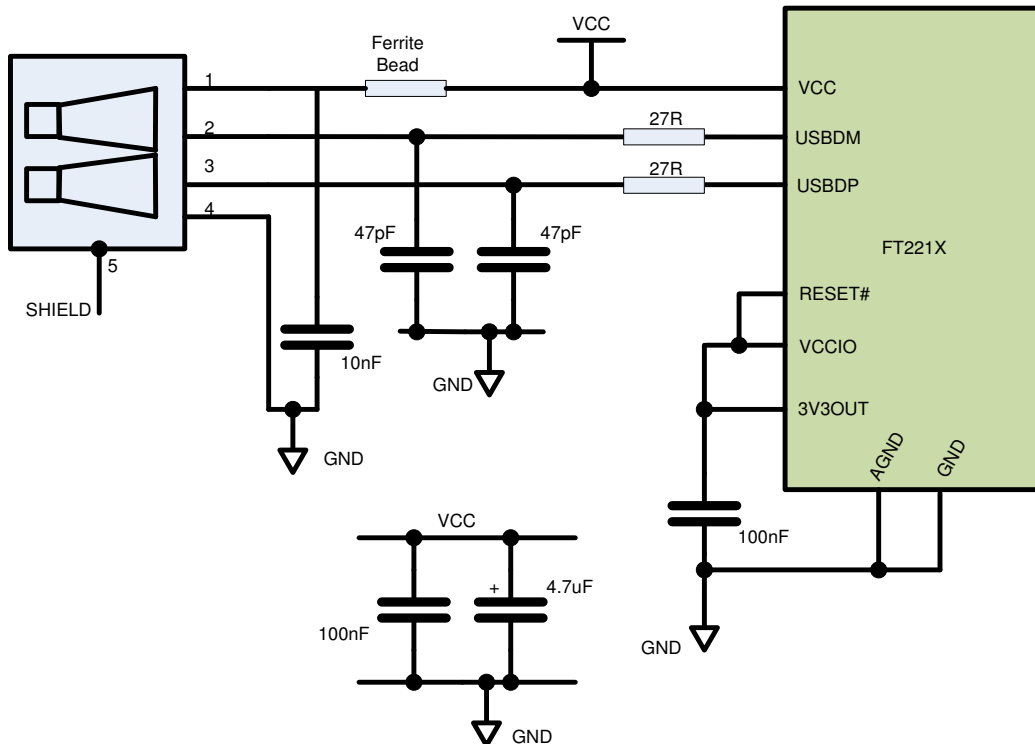 VCC
Ferrite
Bead
1
VCC
2
27R
USBDM
3
27R
USBDP
4
47pF
47pF
FT221X
5
SHIELD
RESET#
10nF
VCCIO
GND
3V3OUT
GND
AGND
GND
VCC
100nF
+
4.7uF
100nF
GND
GND